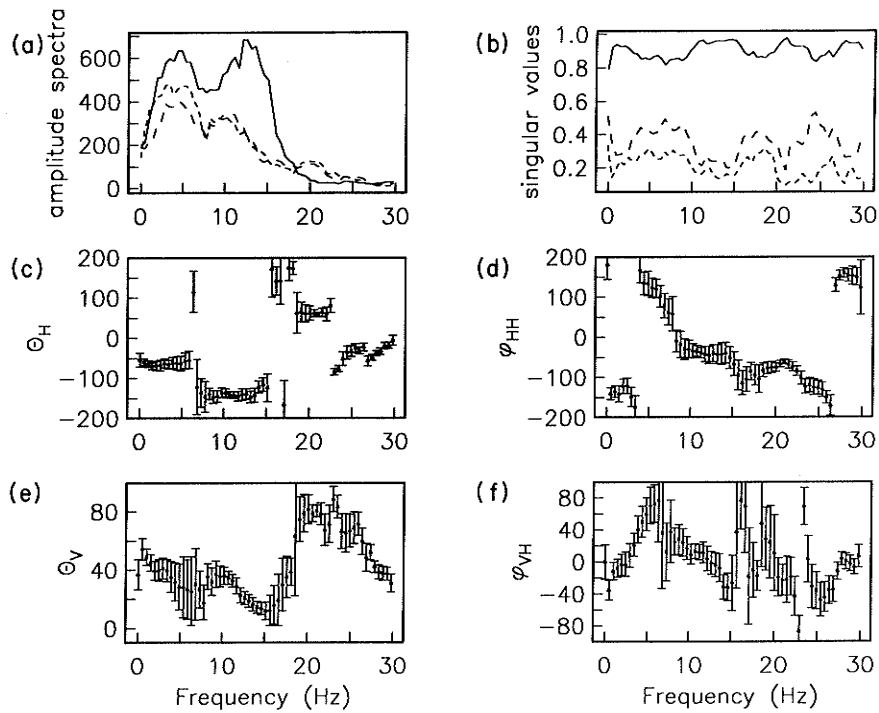 (a)
amplitude spectra
600
400
200
0
0 10 20 30
(b)
singular values
1.0
0.8
0.6
0.4
0.2
0 10 20 30
(c)
Θ_H
200
100
0
−100
−200
0 10 20 30
(d)
φ_HH
200
100
0
−100
−200
0 10 20 30
(e)
Θ_V
80
40
0
0 10 20 30
Frequency (Hz)
(f)
φ_VH
80
40
0
−40
−80
0 10 20 30
Frequency (Hz)